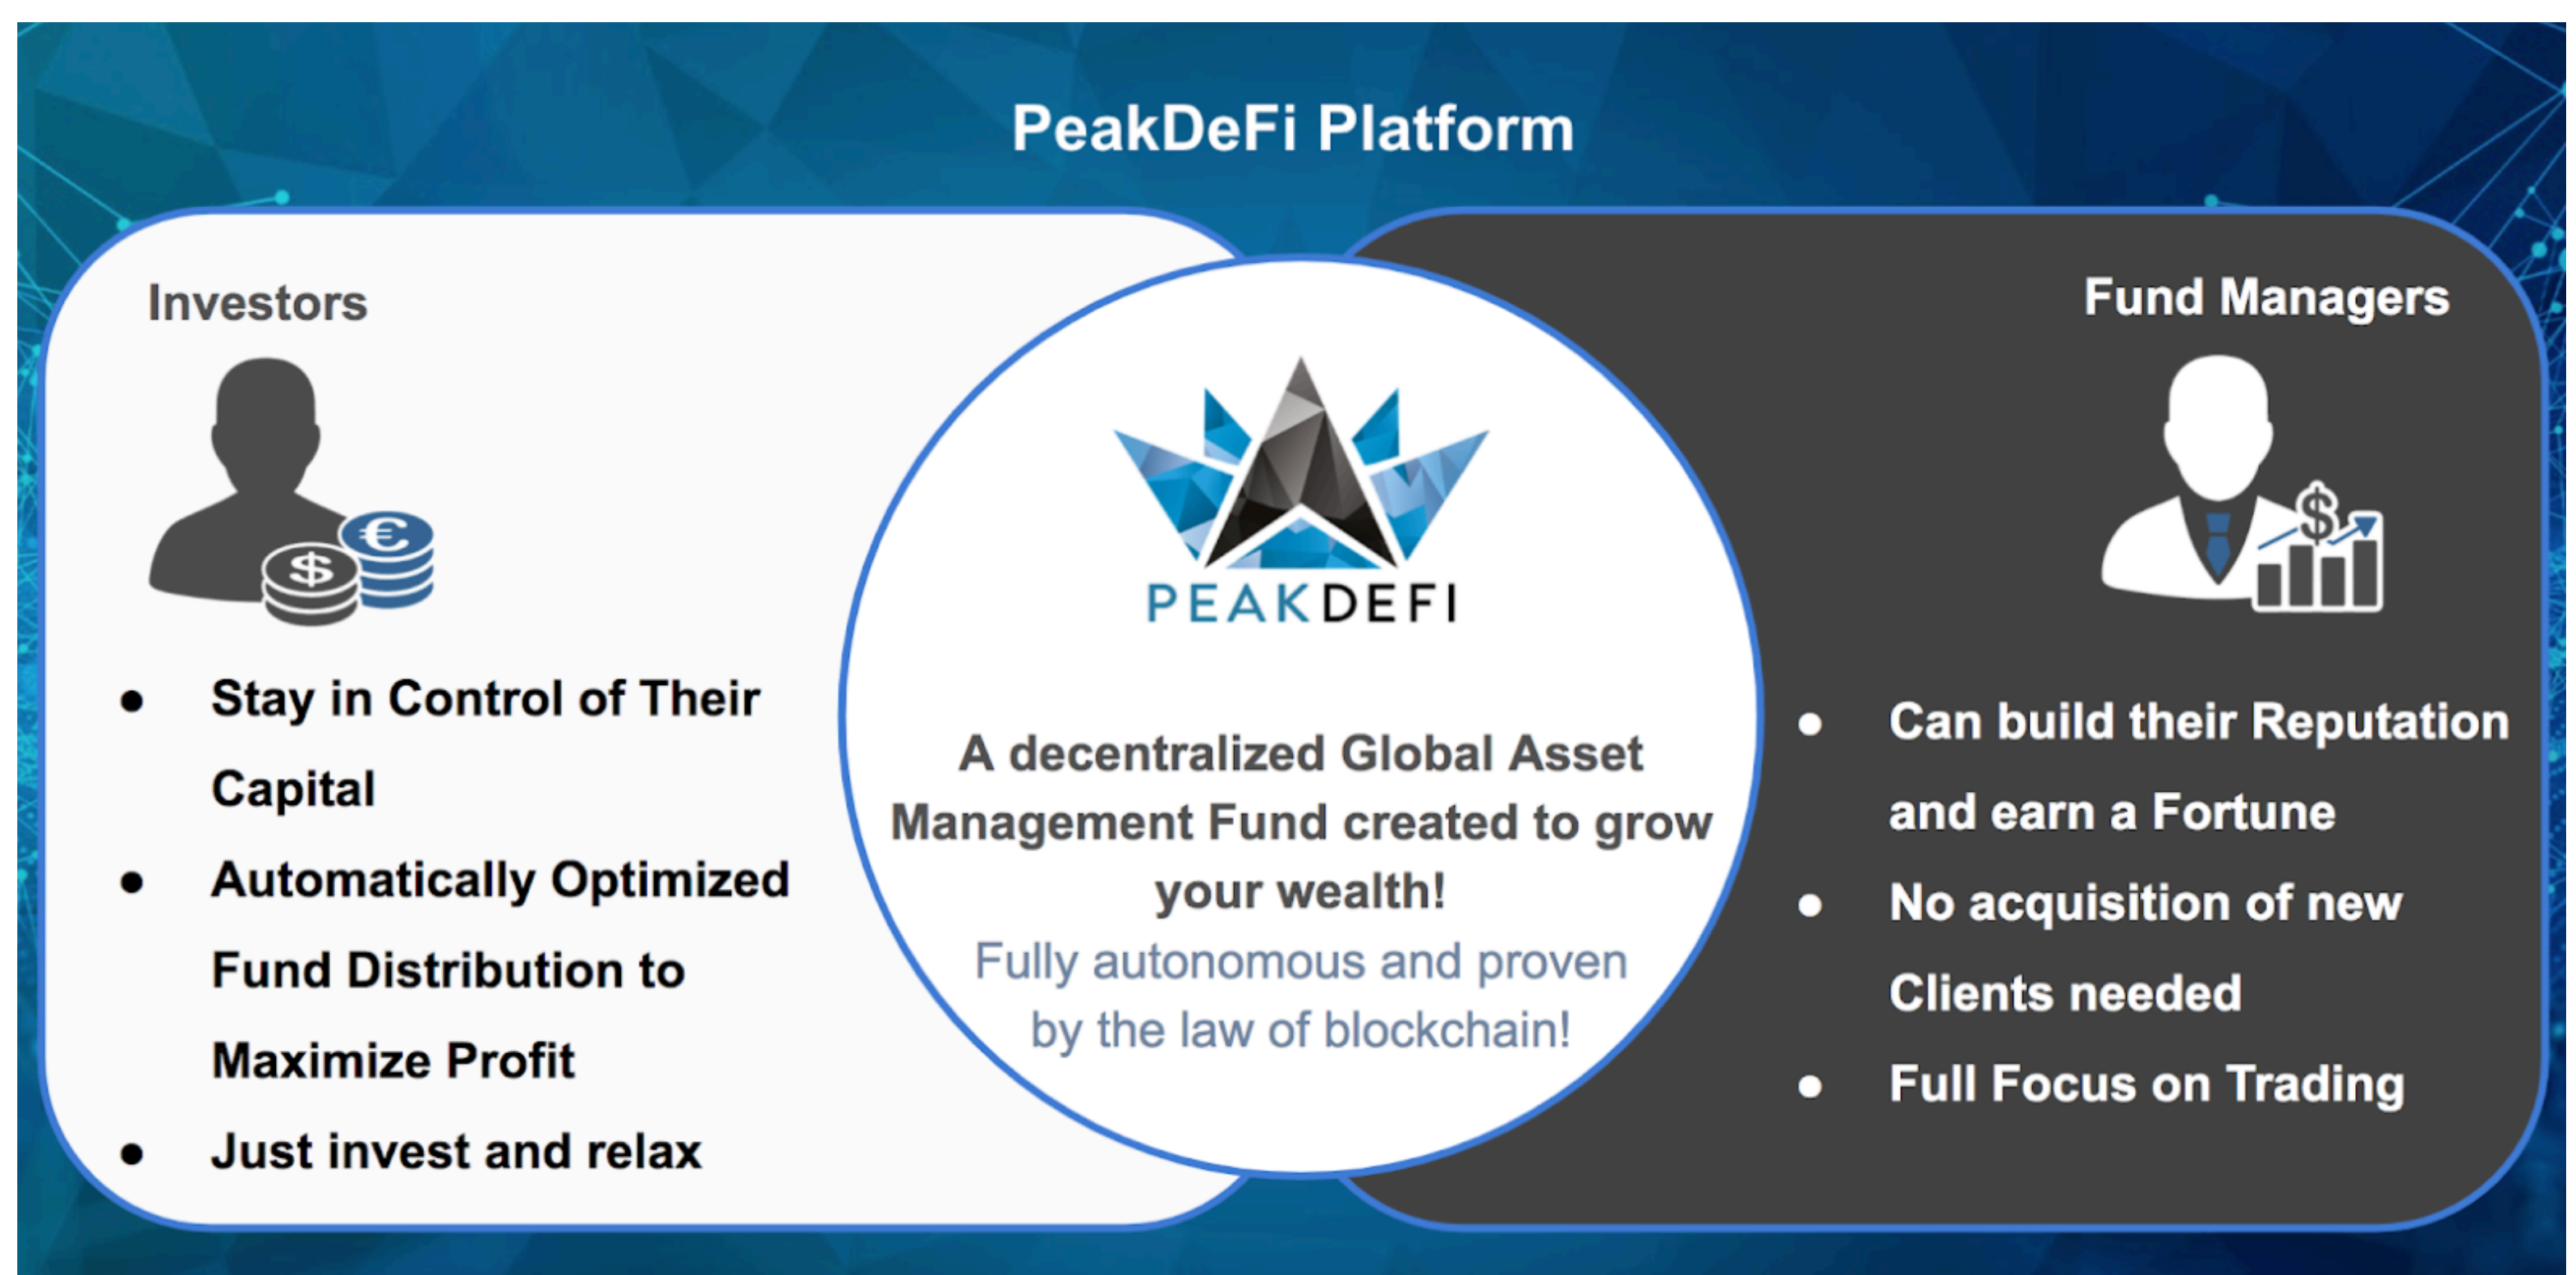 PeakDeFi Platform
Investors
€
$
● Stay in Control of Their
Capital
● Automatically Optimized
Fund Distribution to
Maximize Profit
● Just invest and relax
PEAKDEFI
A decentralized Global Asset
Management Fund created to grow
your wealth!
Fully autonomous and proven
by the law of blockchain!
Fund Managers
$
● Can build their Reputation
and earn a Fortune
● No acquisition of new
Clients needed
● Full Focus on Trading